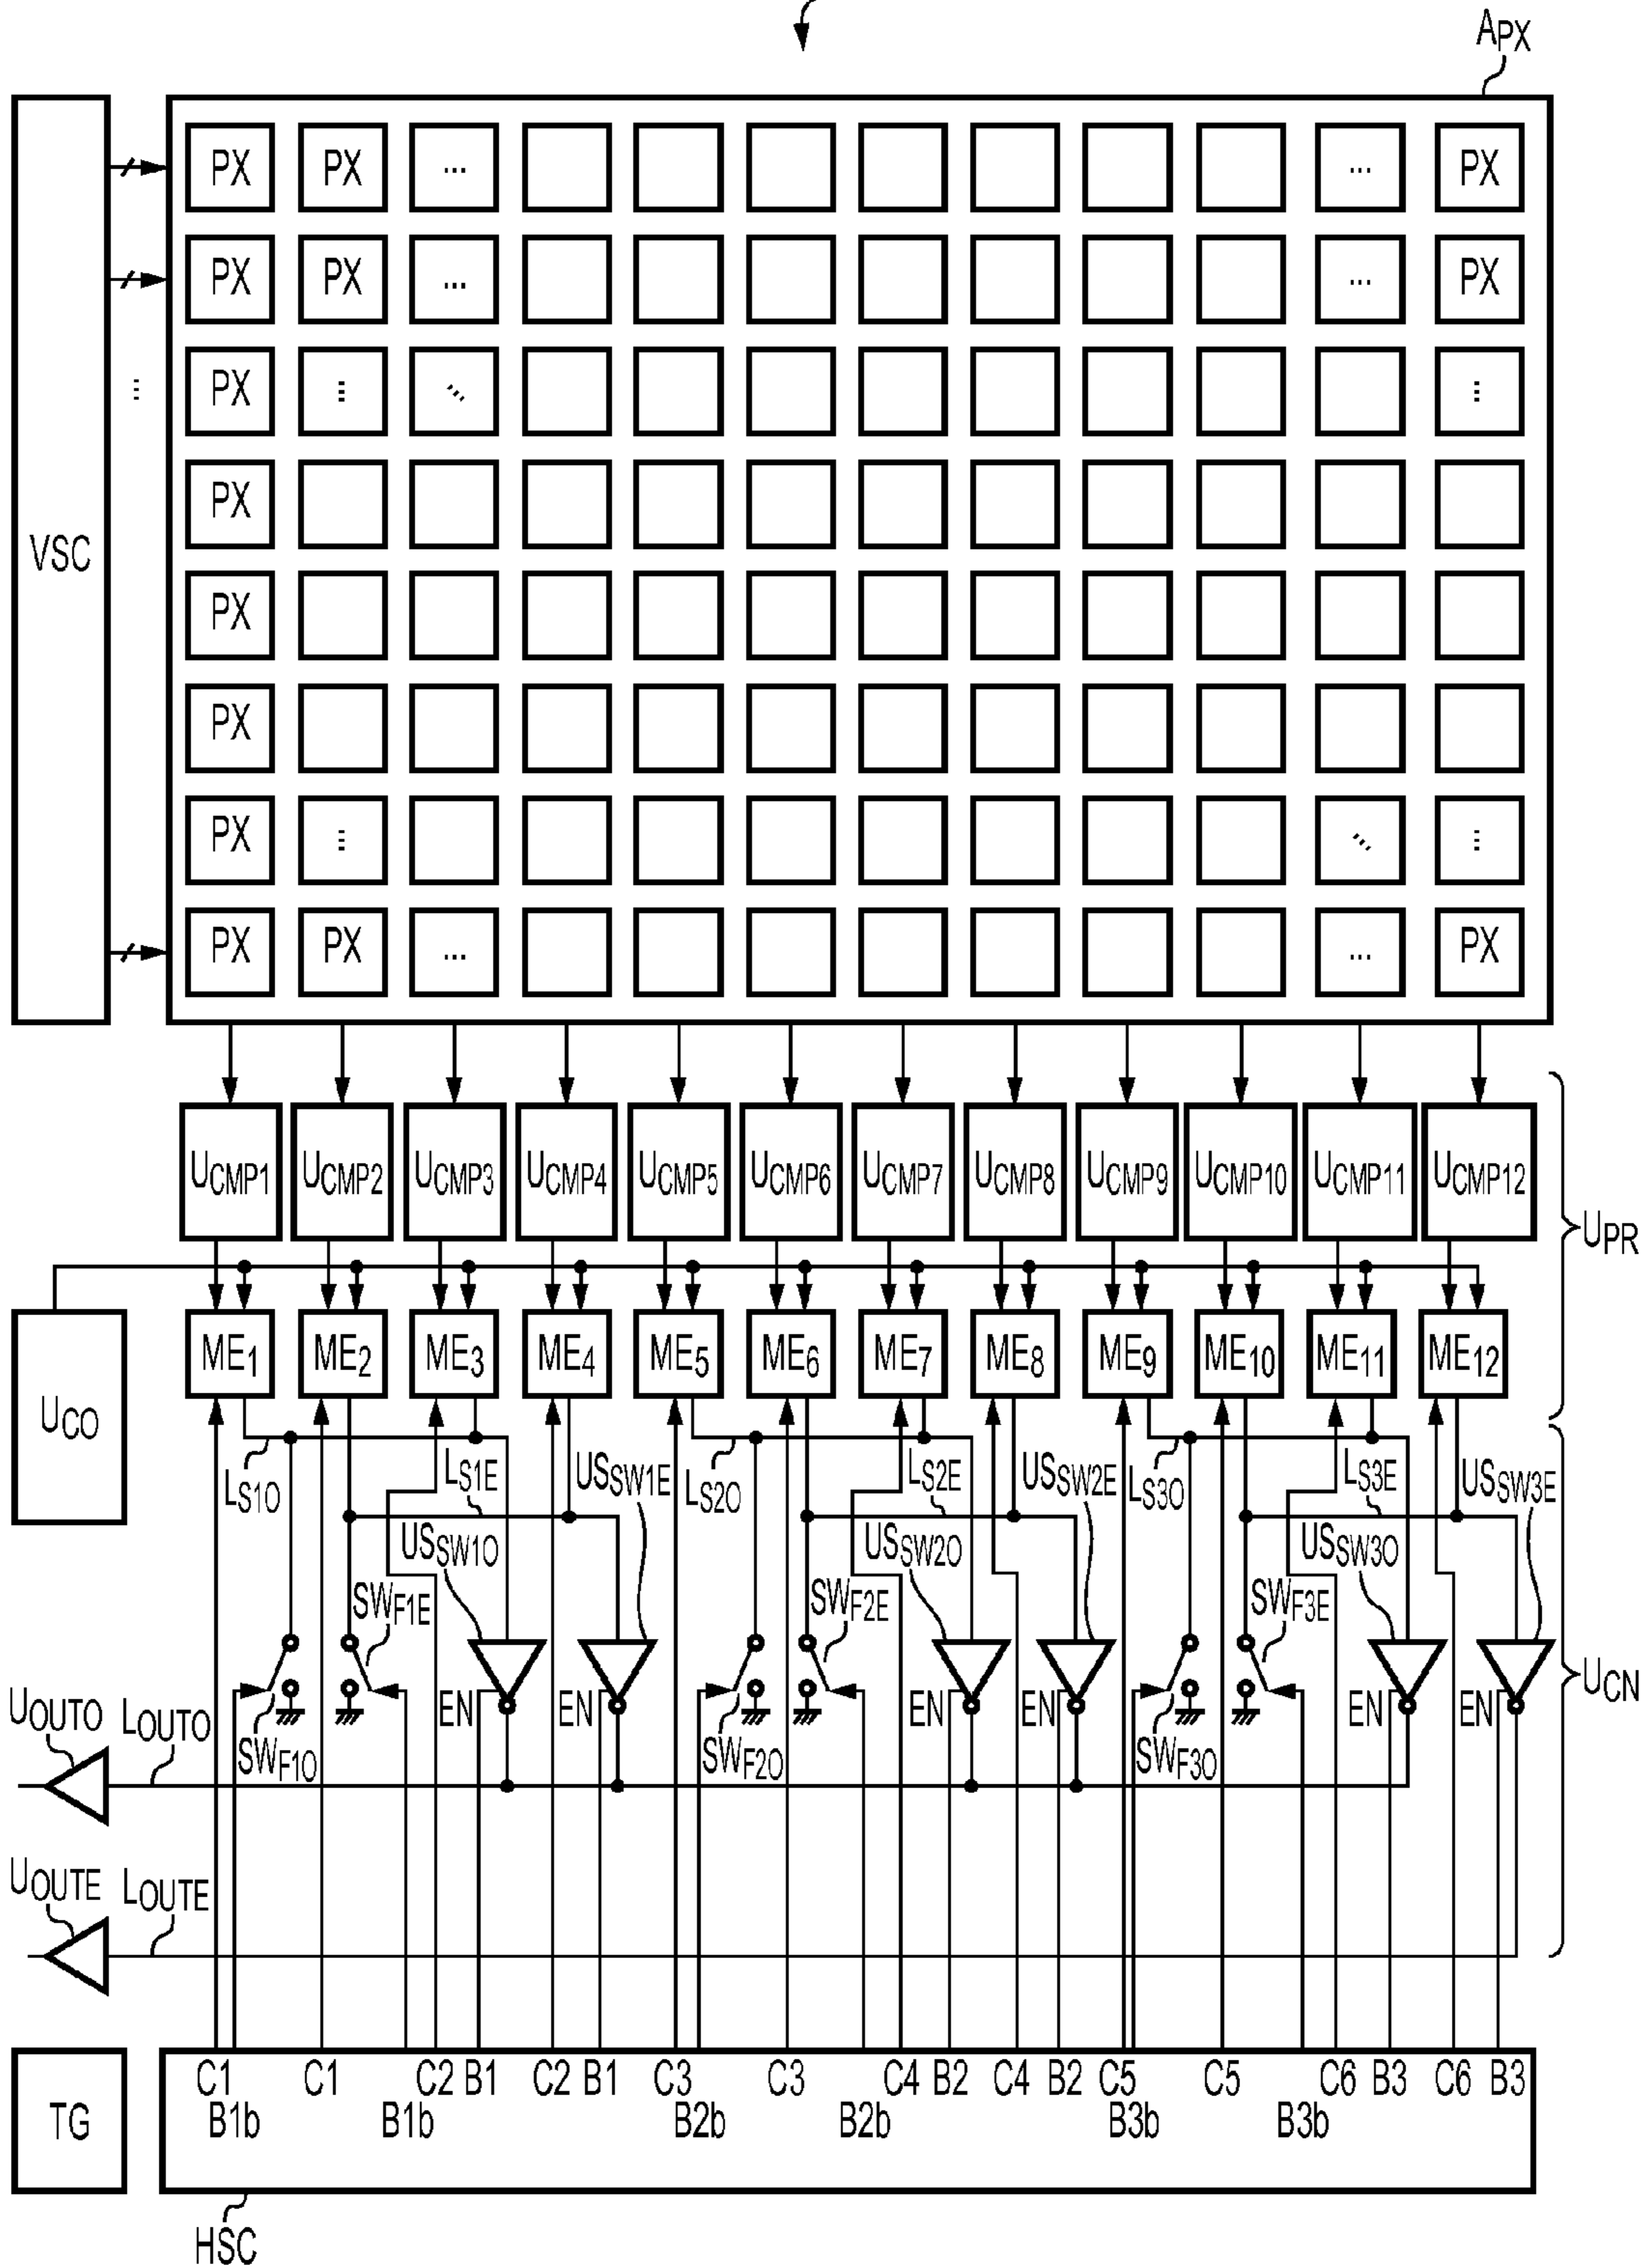 APX
PX PX ... ... PX
PX PX ... ... PX
PX
PX
VSC
PX
PX
PX
PX PX ... ... PX
UCMP1 UCMP2 UCMP3 UCMP4 UCMP5 UCMP6 UCMP7 UCMP8 UCMP9 UCMP10 UCMP11 UCMP12
UPR
ME1 ME2 ME3 ME4 ME5 ME6 ME7 ME8 ME9 ME10 ME11 ME12
UCO
LS1O LS1E USSW1E LS2O LS2E USSW2E LS3O LS3E USSW3E
USSW1O USSW2O USSW3O
SWF1E SWF2E SWF3E
UCN
EN EN EN EN EN EN
UOUTO LOUTO SWF1O SWF2O SWF3O
UOUTE LOUTE
C1 C1 C2 B1 C2 B1 C3 C3 C4 B2 C4 B2 C5 C5 C6 B3 C6 B3
TG B1b B1b B2b B2b B3b B3b
HSC